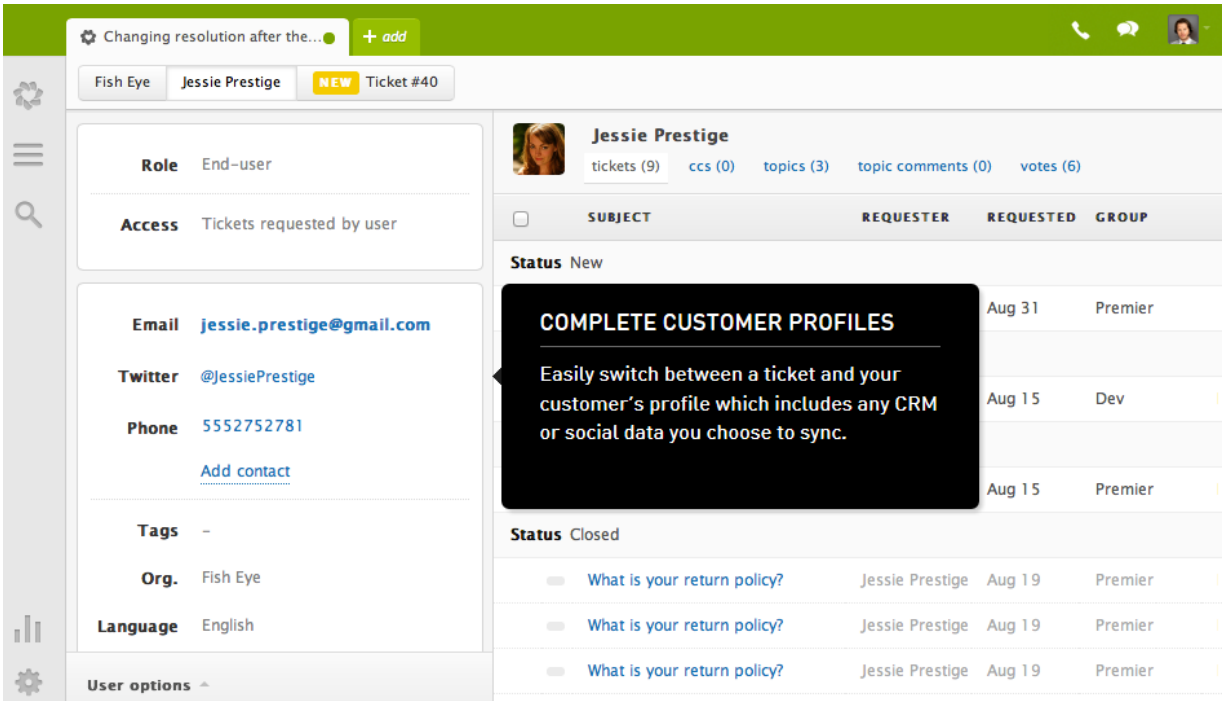 Changing resolution after the...
+ add
Fish Eye
Jessie Prestige
NEW Ticket #40
Role End-user
Access Tickets requested by user
Email jessie.prestige@gmail.com
Twitter @JessiePrestige
Phone 5552752781
Add contact
Tags –
Org. Fish Eye
Language English
User options
Jessie Prestige
tickets (9) ccs (0) topics (3) topic comments (0) votes (6)
SUBJECT REQUESTER REQUESTED GROUP
Status New
Aug 31 Premier
Aug 15 Dev
Aug 15 Premier
COMPLETE CUSTOMER PROFILES
Easily switch between a ticket and your
customer's profile which includes any CRM
or social data you choose to sync.
Status Closed
What is your return policy? Jessie Prestige Aug 19 Premier
What is your return policy? Jessie Prestige Aug 19 Premier
What is your return policy? Jessie Prestige Aug 19 Premier